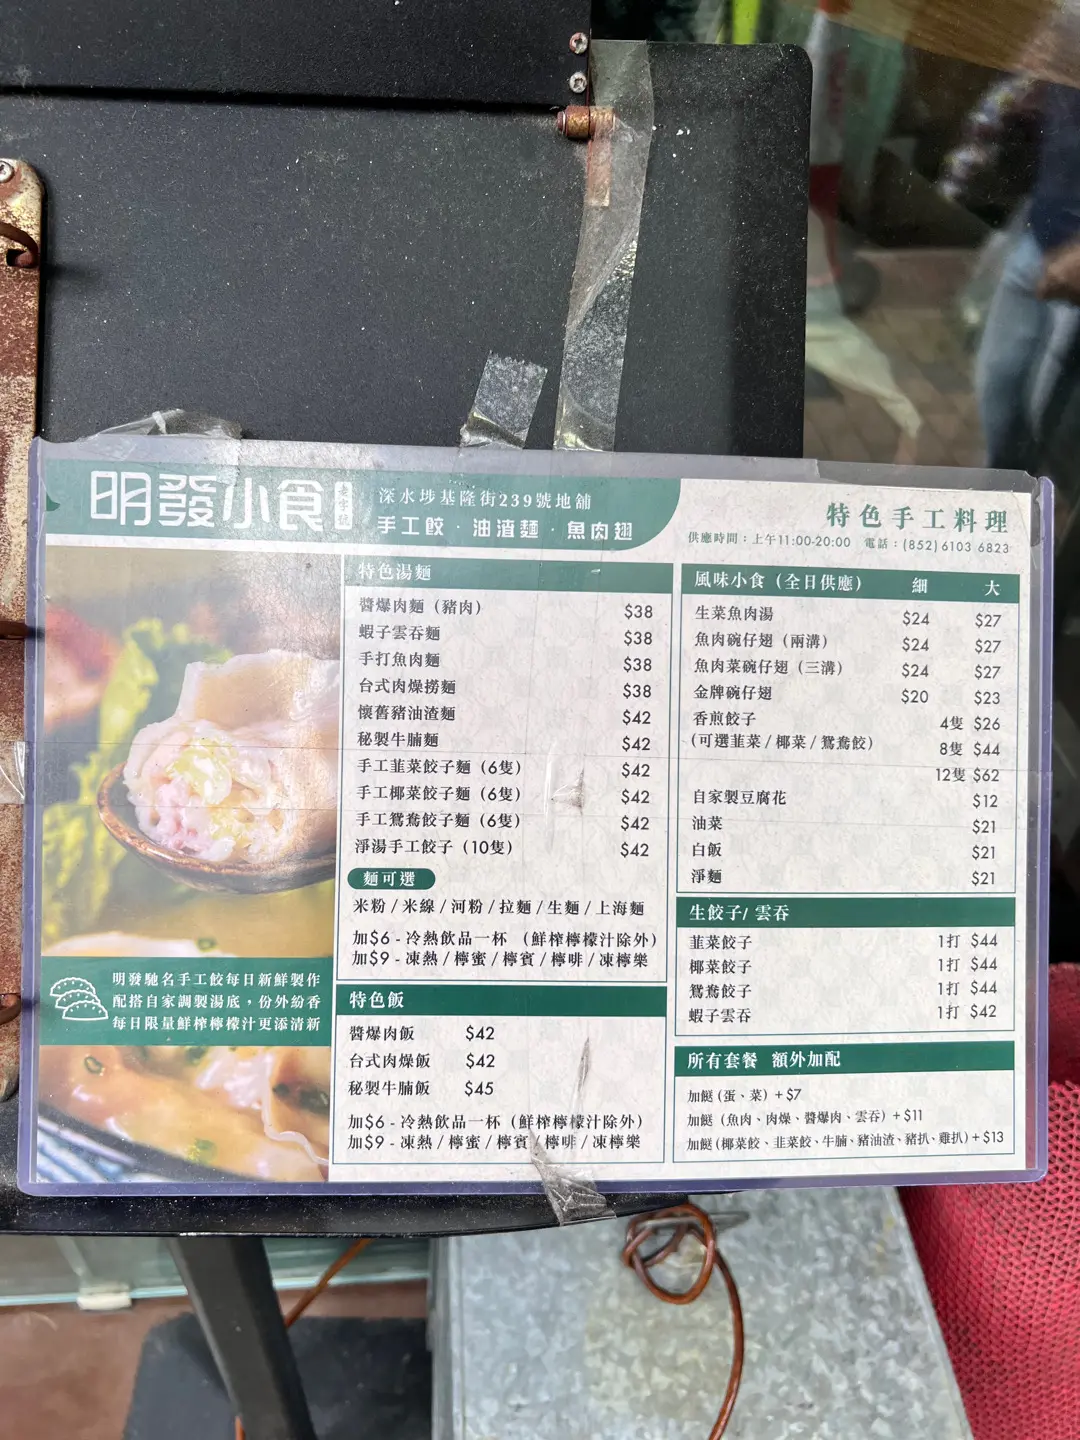 明發小食 老字號
深水埗基隆街239號地舖
手工餃 · 油渣麵 · 魚肉翅
特色手工料理
供應時間：上午11:00-20:00 電話：(852) 6103 6823
特色湯麵
醬爆肉麵（豬肉） $38
蝦子雲吞麵 $38
手打魚肉麵 $38
台式肉燥撈麵 $38
懷舊豬油渣麵 $42
秘製牛腩麵 $42
手工韮菜餃子麵（6隻） $42
手工椰菜餃子麵（6隻） $42
手工鴛鴦餃子麵（6隻） $42
淨湯手工餃子（10隻） $42
麵可選
米粉 / 米線 / 河粉 / 拉麵 / 生麵 / 上海麵
加$6 - 冷熱飲品一杯 （鮮榨檸檬汁除外）
加$9 - 凍熱 / 檸蜜 / 檸賓 / 檸啡 / 凍檸樂
特色飯
醬爆肉飯 $42
台式肉燥飯 $42
秘製牛腩飯 $45
加$6 - 冷熱飲品一杯（鮮榨檸檬汁除外）
加$9 - 凍熱 / 檸蜜 / 檸賓 / 檸啡 / 凍檸樂
風味小食（全日供應） 細 大
生菜魚肉湯 $24 $27
魚肉碗仔翅（兩溝） $24 $27
魚肉菜碗仔翅（三溝） $24 $27
金牌碗仔翅 $20 $23
香煎餃子 4隻 $26
（可選韮菜 / 椰菜 / 鴛鴦餃） 8隻 $44
12隻 $62
自家製豆腐花 $12
油菜 $21
白飯 $21
淨麵 $21
生餃子/ 雲吞
韮菜餃子 1打 $44
椰菜餃子 1打 $44
鴛鴦餃子 1打 $44
蝦子雲吞 1打 $42
所有套餐 額外加配
加餸 (蛋、菜) + $7
加餸 (魚肉、肉燥、醬爆肉、雲吞) + $11
加餸 (椰菜餃、韮菜餃、牛腩、豬油渣、豬扒、雞扒) + $13
明發馳名手工餃每日新鮮製作
配搭自家調製湯底，份外紛香
每日限量鮮榨檸檬汁更添清新